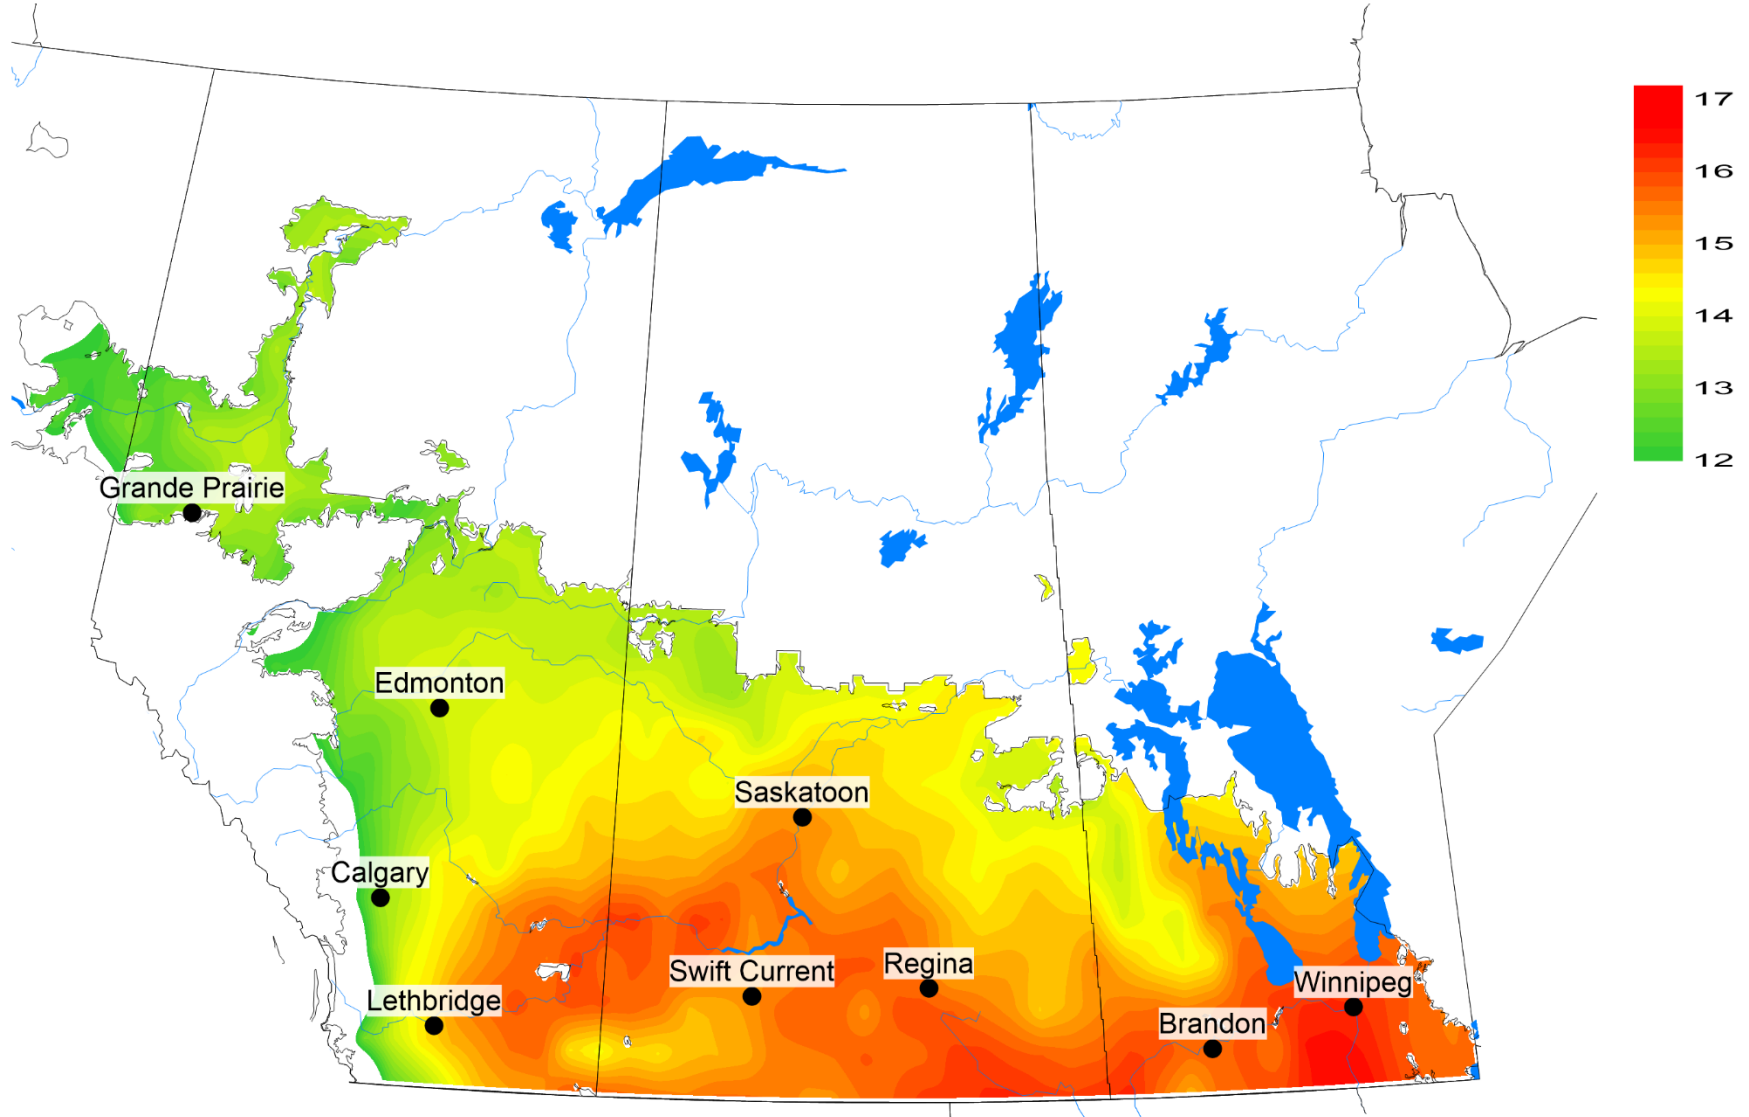 17
16
15
14
13
12
Grande Prairie
Edmonton
Saskatoon
Calgary
Swift Current
Regina
Winnipeg
Lethbridge
Brandon